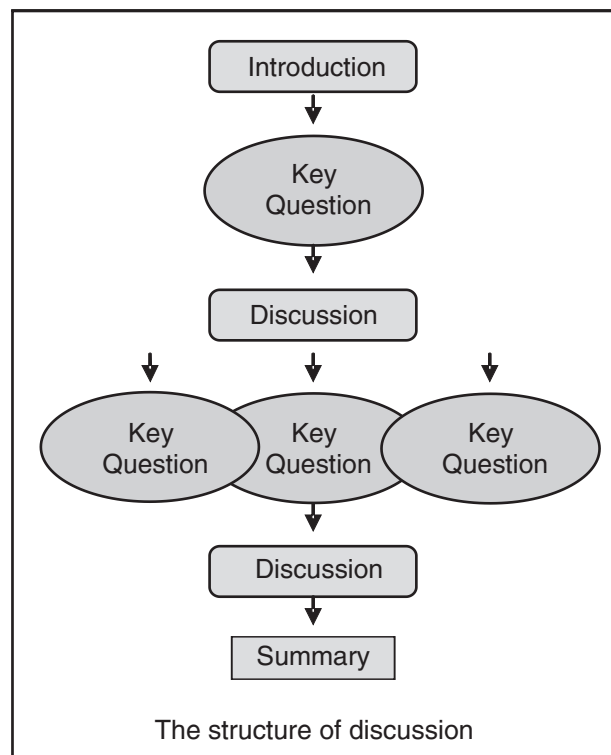 Introduction
Key
Question
Discussion
Key
Question
Key
Question
Key
Question
Discussion
Summary
The structure of discussion